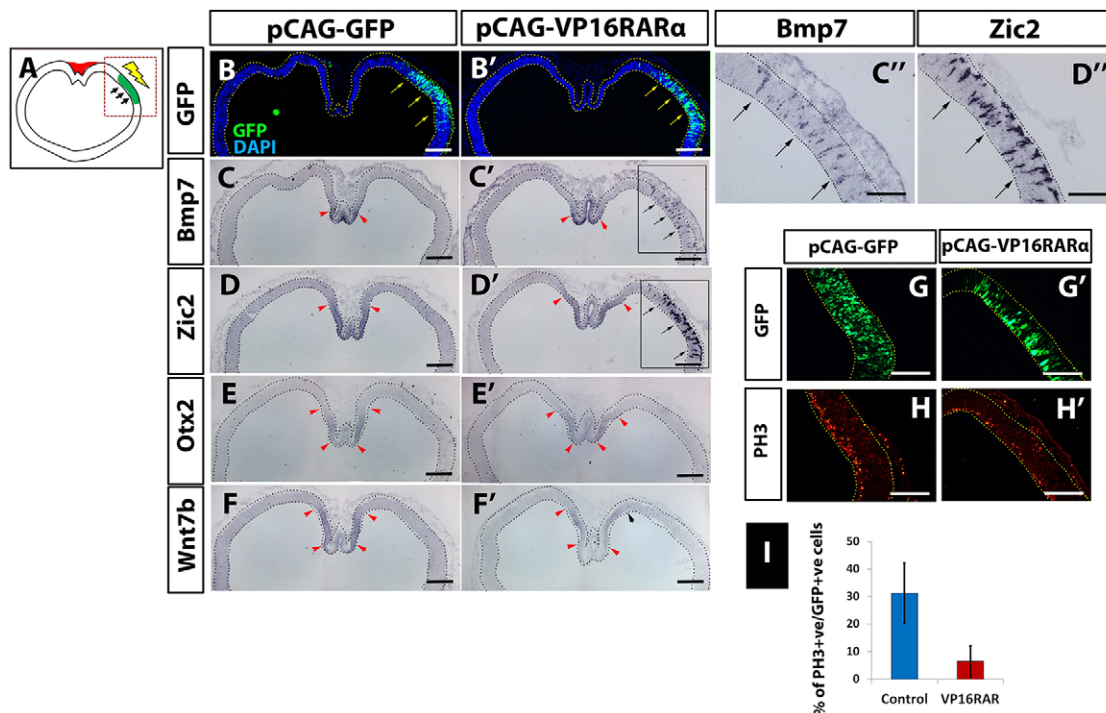 pCAG-GFP pCAG-VP16RARα
Bmp7 Zic2
A
GFP
B
GFP
DAPI
B'
C''
D''
Bmp7
C
C'
Zic2
D
D'
Otx2
E
E'
Wnt7b
F
F'
pCAG-GFP pCAG-VP16RARα
GFP
G
G'
PH3
H
H'
I
% of PH3+ve/GFP+ve cells
50
40
30
20
10
0
Control VP16RAR